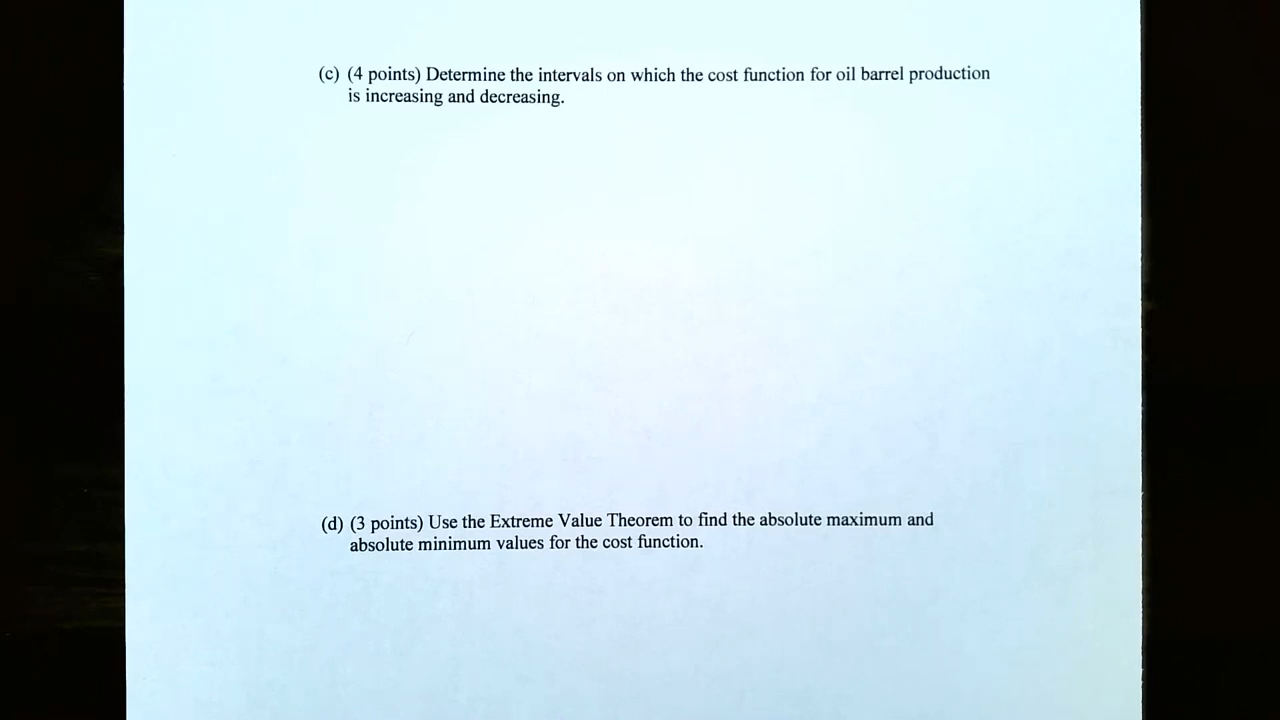 (c) (4 points) Determine the intervals on which the cost function for oil barrel production
is increasing and decreasing.
(d) (3 points) Use the Extreme Value Theorem to find the absolute maximum and
absolute minimum values for the cost function.